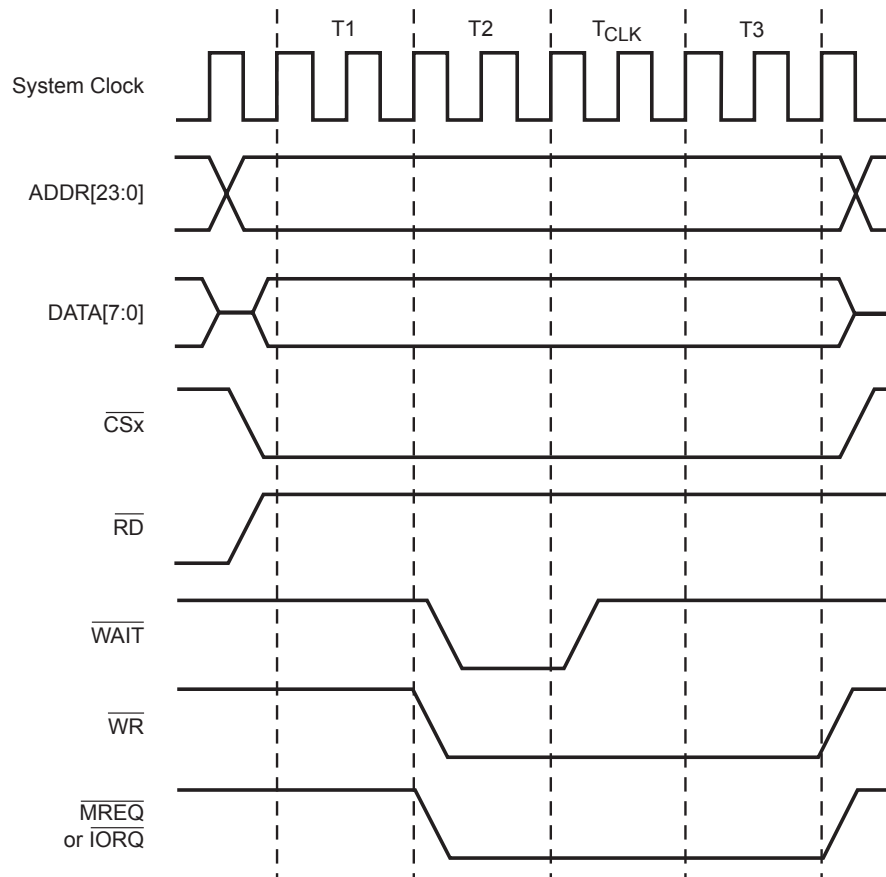 T1 T2 TCLK T3
System Clock
ADDR[23:0]
DATA[7:0]
CSx
RD
WAIT
WR
MREQ
or IORQ